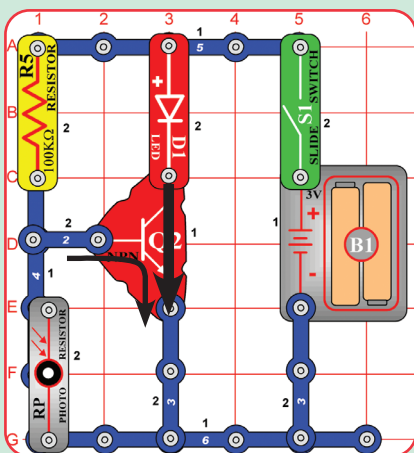 1 2 3 4 5 6
A
B
C
D
E
F
G
R5
RESISTOR
100KΩ
2
1
5
+
D1
LED
2
S1
SLIDE SWITCH
2
2
2
NPN
Q2
1
1
3V
+
-
B1
4
1
RP
PHOTO RESISTOR
2
2
3
2
3
1
6